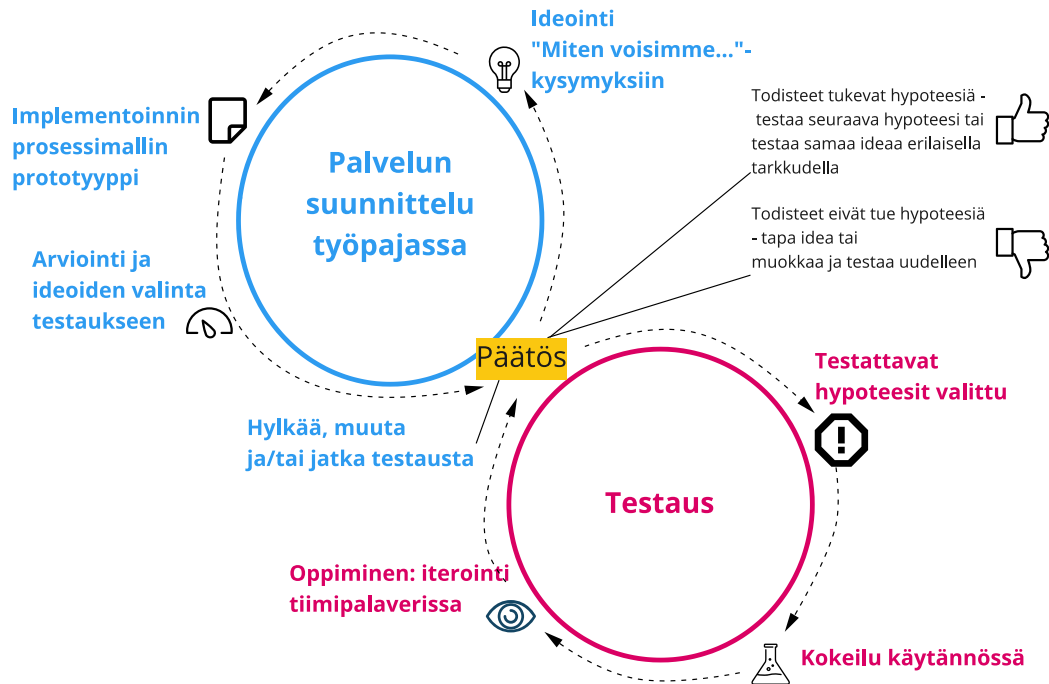 Ideointi
"Miten voisimme..."-
kysymyksiin
Implementoinnin
prosessimallin
prototyyppi
Palvelun
suunnittelu
työpajassa
Arviointi ja
ideoiden valinta
testaukseen
Todisteet tukevat hypoteesiä -
testaa seuraava hypoteesi tai
testaa samaa ideaa erilaisella
tarkkudella
Todisteet eivät tue hypoteesiä
- tapa idea tai
muokkaa ja testaa uudelleen
Päätös
Hylkää, muuta
ja/tai jatka testausta
Testattavat
hypoteesit valittu
Testaus
Oppiminen: iterointi
tiimipalaverissa
Kokeilu käytännössä